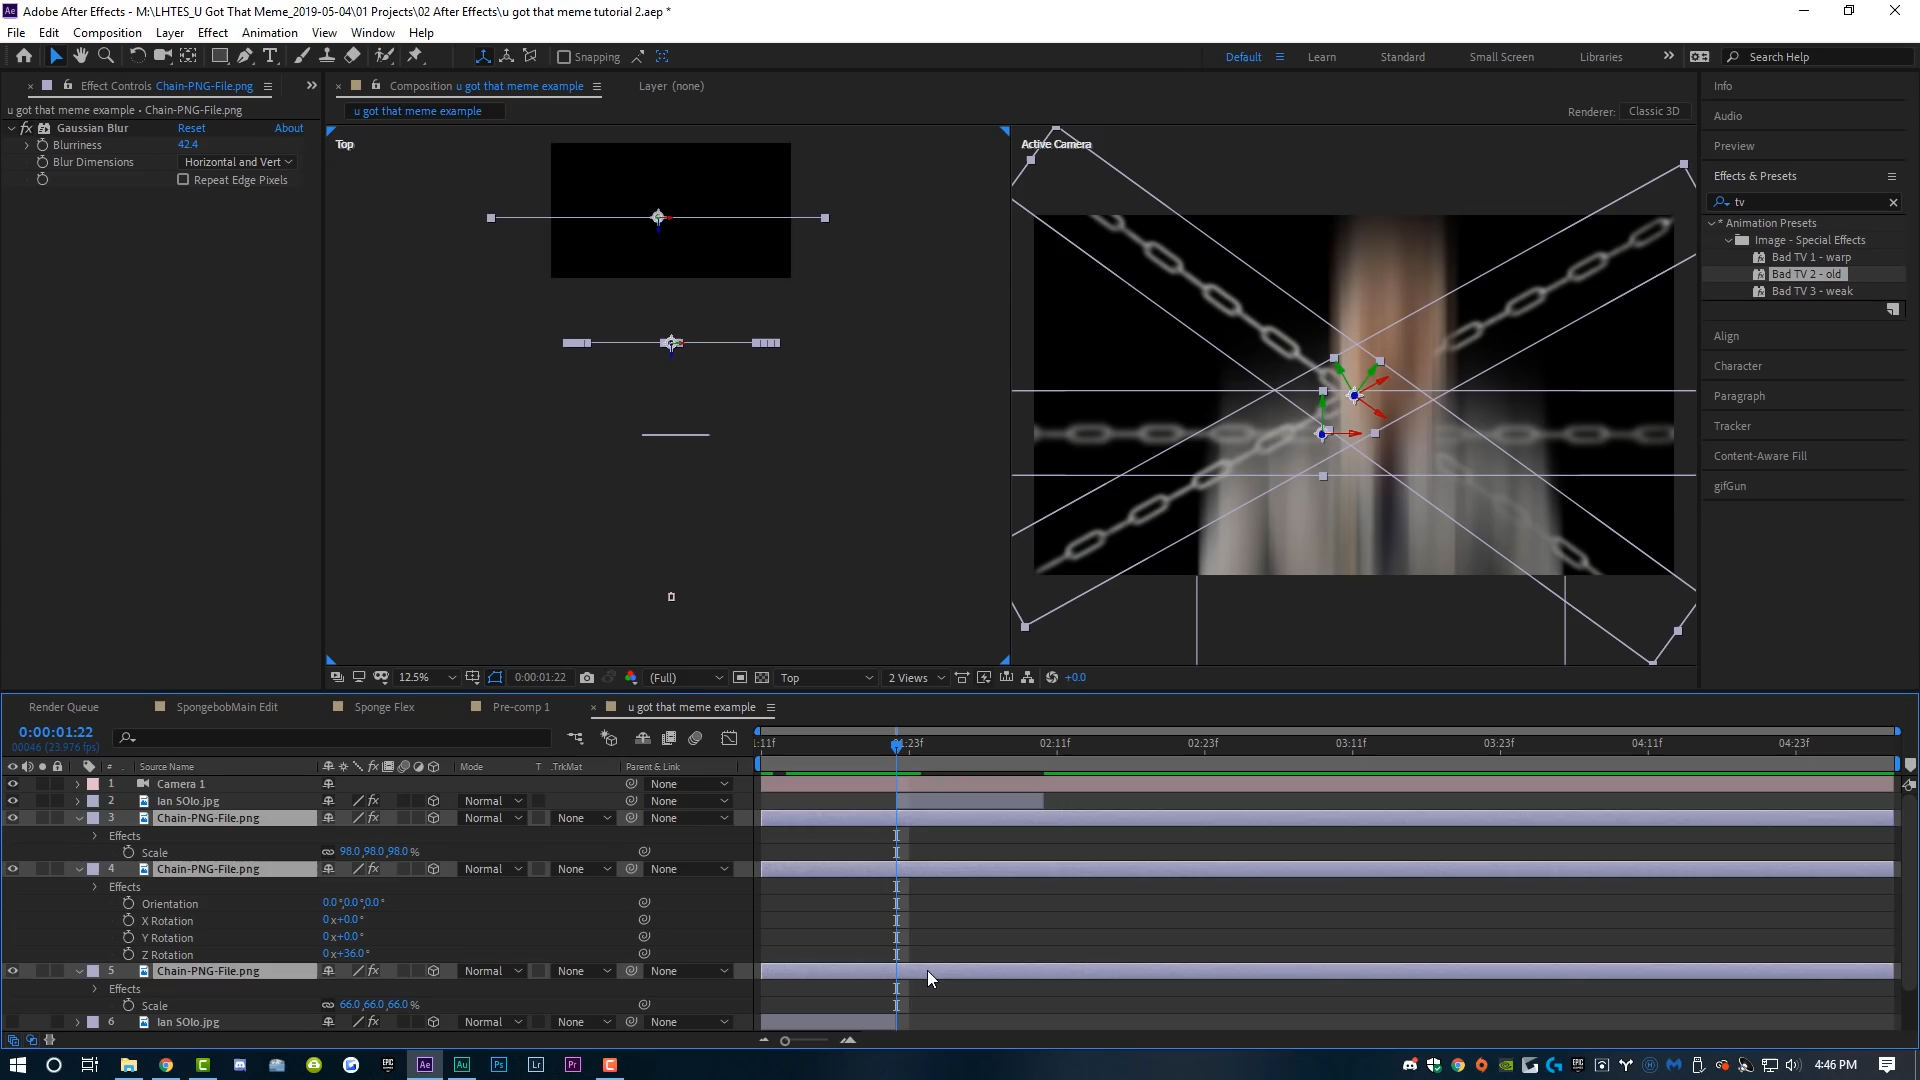 Adobe After Effects - M:\LHTES_U Got That Meme_2019-05-04\01 Projects\02 After Effects\u got that meme tutorial 2.aep *
File Edit Composition Layer Effect Animation View Window Help
Snapping Default Learn Standard Small Screen Libraries Search Help
Effect Controls Chain-PNG-File.png
Composition u got that meme example
Layer (none)
u got that meme example • Chain-PNG-File.png
fx Gaussian Blur Reset About
Blurriness 42.4
Blur Dimensions Horizontal and Vert
Repeat Edge Pixels
u got that meme example
Renderer: Classic 3D
Top
Active Camera
Info
Audio
Preview
Effects & Presets
tv
* Animation Presets
Image - Special Effects
Bad TV 1 - warp
Bad TV 2 - old
Bad TV 3 - weak
Align
Character
Paragraph
Tracker
Content-Aware Fill
gifGun
12.5% 0:00:01:22 (Full) Top 2 Views +0.0
Render Queue SpongebobMain Edit Sponge Flex Pre-comp 1 u got that meme example
0:00:01:22
00046 (23.976 fps)
:11f 01:23f 02:11f 02:23f 03:11f 03:23f 04:11f 04:23f
# Source Name Mode T .TrkMat Parent & Link
1 Camera 1 None
2 Ian SOlo.jpg Normal None
3 Chain-PNG-File.png Normal None None
Effects
Scale 98.0,98.0,98.0 %
4 Chain-PNG-File.png Normal None None
Effects
Orientation 0.0°,0.0°,0.0°
X Rotation 0x+0.0°
Y Rotation 0x+0.0°
Z Rotation 0x+36.0°
5 Chain-PNG-File.png Normal None None
Effects
Scale 66.0,66.0,66.0 %
6 Ian SOlo.jpg Normal None None
Ae Au Ps Lr Pr
4:46 PM